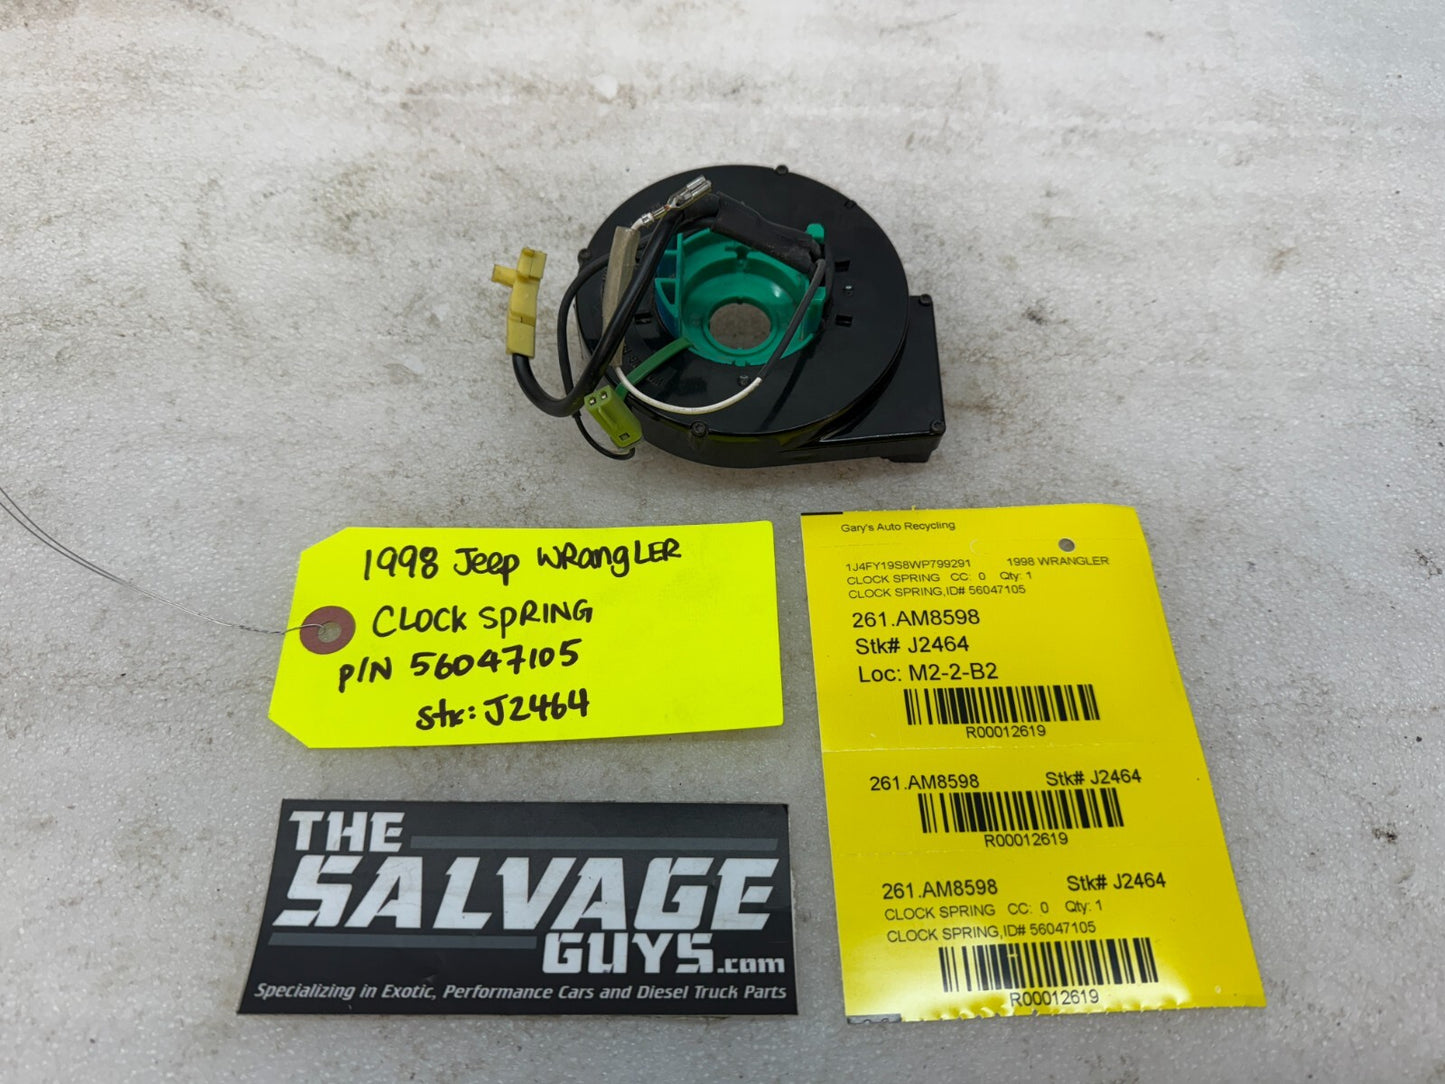 1998 Jeep WRangLER
CLOCK SpRING
P/N 56047105
Stk: J2464
Gary's Auto Recycling
1J4FY19S8WP799291 1998 WRANGLER
CLOCK SPRING CC: 0 Qty: 1
CLOCK SPRING,ID# 56047105
261.AM8598
Stk# J2464
Loc: M2-2-B2
R00012619
261.AM8598 Stk# J2464
R00012619
261.AM8598 Stk# J2464
CLOCK SPRING CC: 0 Qty: 1
CLOCK SPRING,ID# 56047105
R00012619
THE
SALVAGE
GUYS.com
Specializing in Exotic, Performance Cars and Diesel Truck Parts